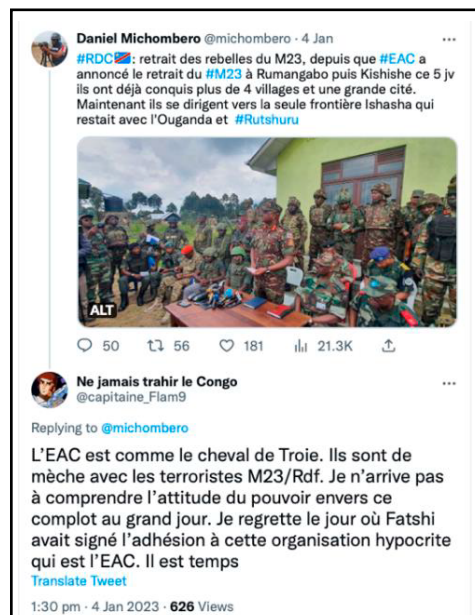 Daniel Michombero @michombero · 4 Jan
#RDC🇨🇩: retrait des rebelles du M23, depuis que #EAC a
annoncé le retrait du #M23 à Rumangabo puis Kishishe ce 5 jv
ils ont déjà conquis plus de 4 villages et une grande cité.
Maintenant ils se dirigent vers la seule frontière Ishasha qui
restait avec l'Ouganda et #Rutshuru
ALT
50 56 181 21.3K
Ne jamais trahir le Congo
@capitaine_Flam9
Replying to @michombero
L'EAC est comme le cheval de Troie. Ils sont de
mèche avec les terroristes M23/Rdf. Je n'arrive pas
à comprendre l'attitude du pouvoir envers ce
complot au grand jour. Je regrette le jour où Fatshi
avait signé l'adhésion à cette organisation hypocrite
qui est l'EAC. Il est temps
Translate Tweet
1:30 pm · 4 Jan 2023 · 626 Views